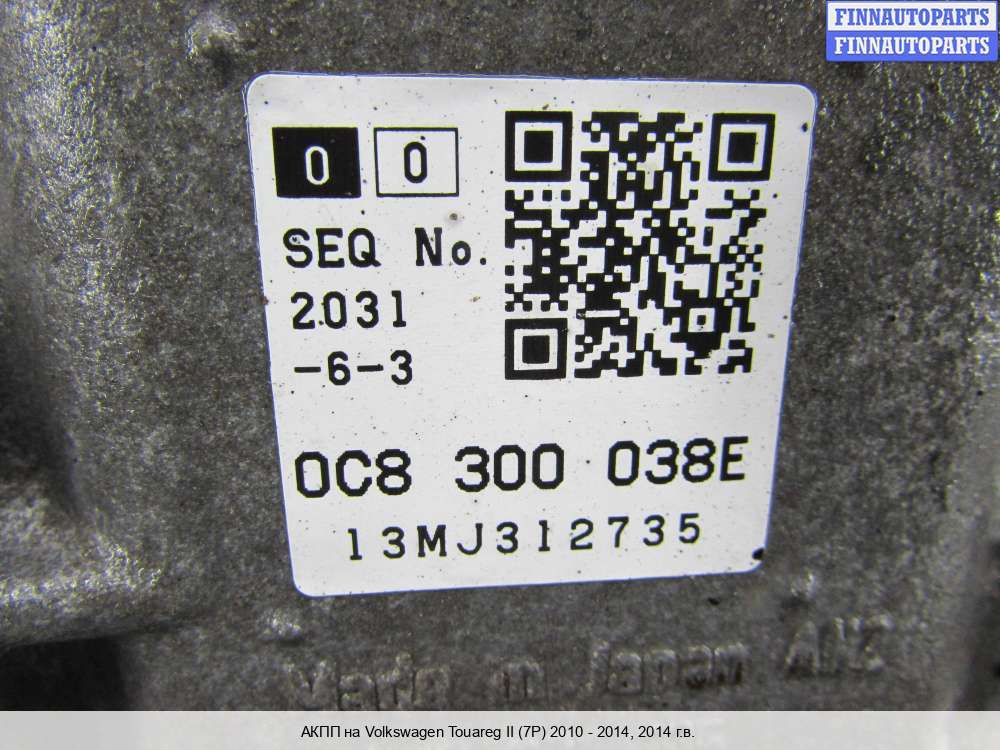 FINNAUTOPARTS
FINNAUTOPARTS
0 0
SEQ No.
2031
-6-3
0C8 300 038E
13MJ312735
Made in Japan
АКПП на Volkswagen Touareg II (7P) 2010 - 2014, 2014 г.в.